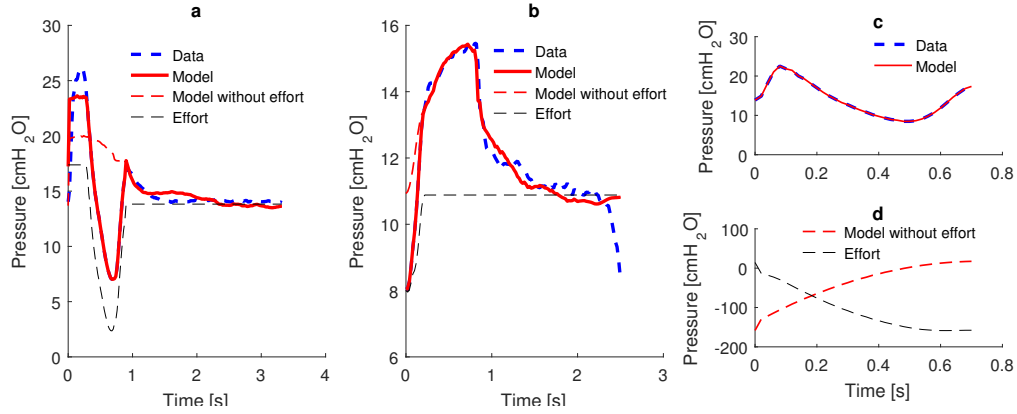 a
Pressure [cmH2O]
30
25
20
15
10
5
0
Data
Model
Model without effort
Effort
0
1
2
3
4
Time [s]
b
Pressure [cmH2O]
16
14
12
10
8
6
Data
Model
Model without effort
Effort
0
1
2
3
Time [s]
c
Pressure [cmH2O]
30
20
10
0
Data
Model
0
0.2
0.4
0.6
0.8
d
Pressure [cmH2O]
100
0
-100
-200
Model without effort
Effort
0
0.2
0.4
0.6
0.8
Time [s]